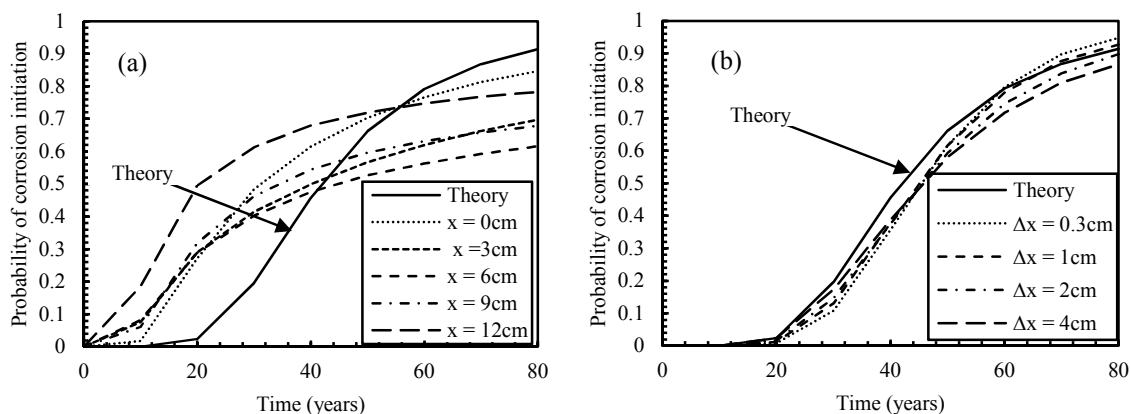 Probability of corrosion initiation
1
0.9
0.8
0.7
0.6
0.5
0.4
0.3
0.2
0.1
0
(a)
Theory
Theory
x = 0cm
x =3cm
x = 6cm
x = 9cm
x = 12cm
0
20
40
60
80
Time (years)
Probability of corrosion initiation
1
0.9
0.8
0.7
0.6
0.5
0.4
0.3
0.2
0.1
0
(b)
Theory
Theory
Δx = 0.3cm
Δx = 1cm
Δx = 2cm
Δx = 4cm
0
20
40
60
80
Time (years)